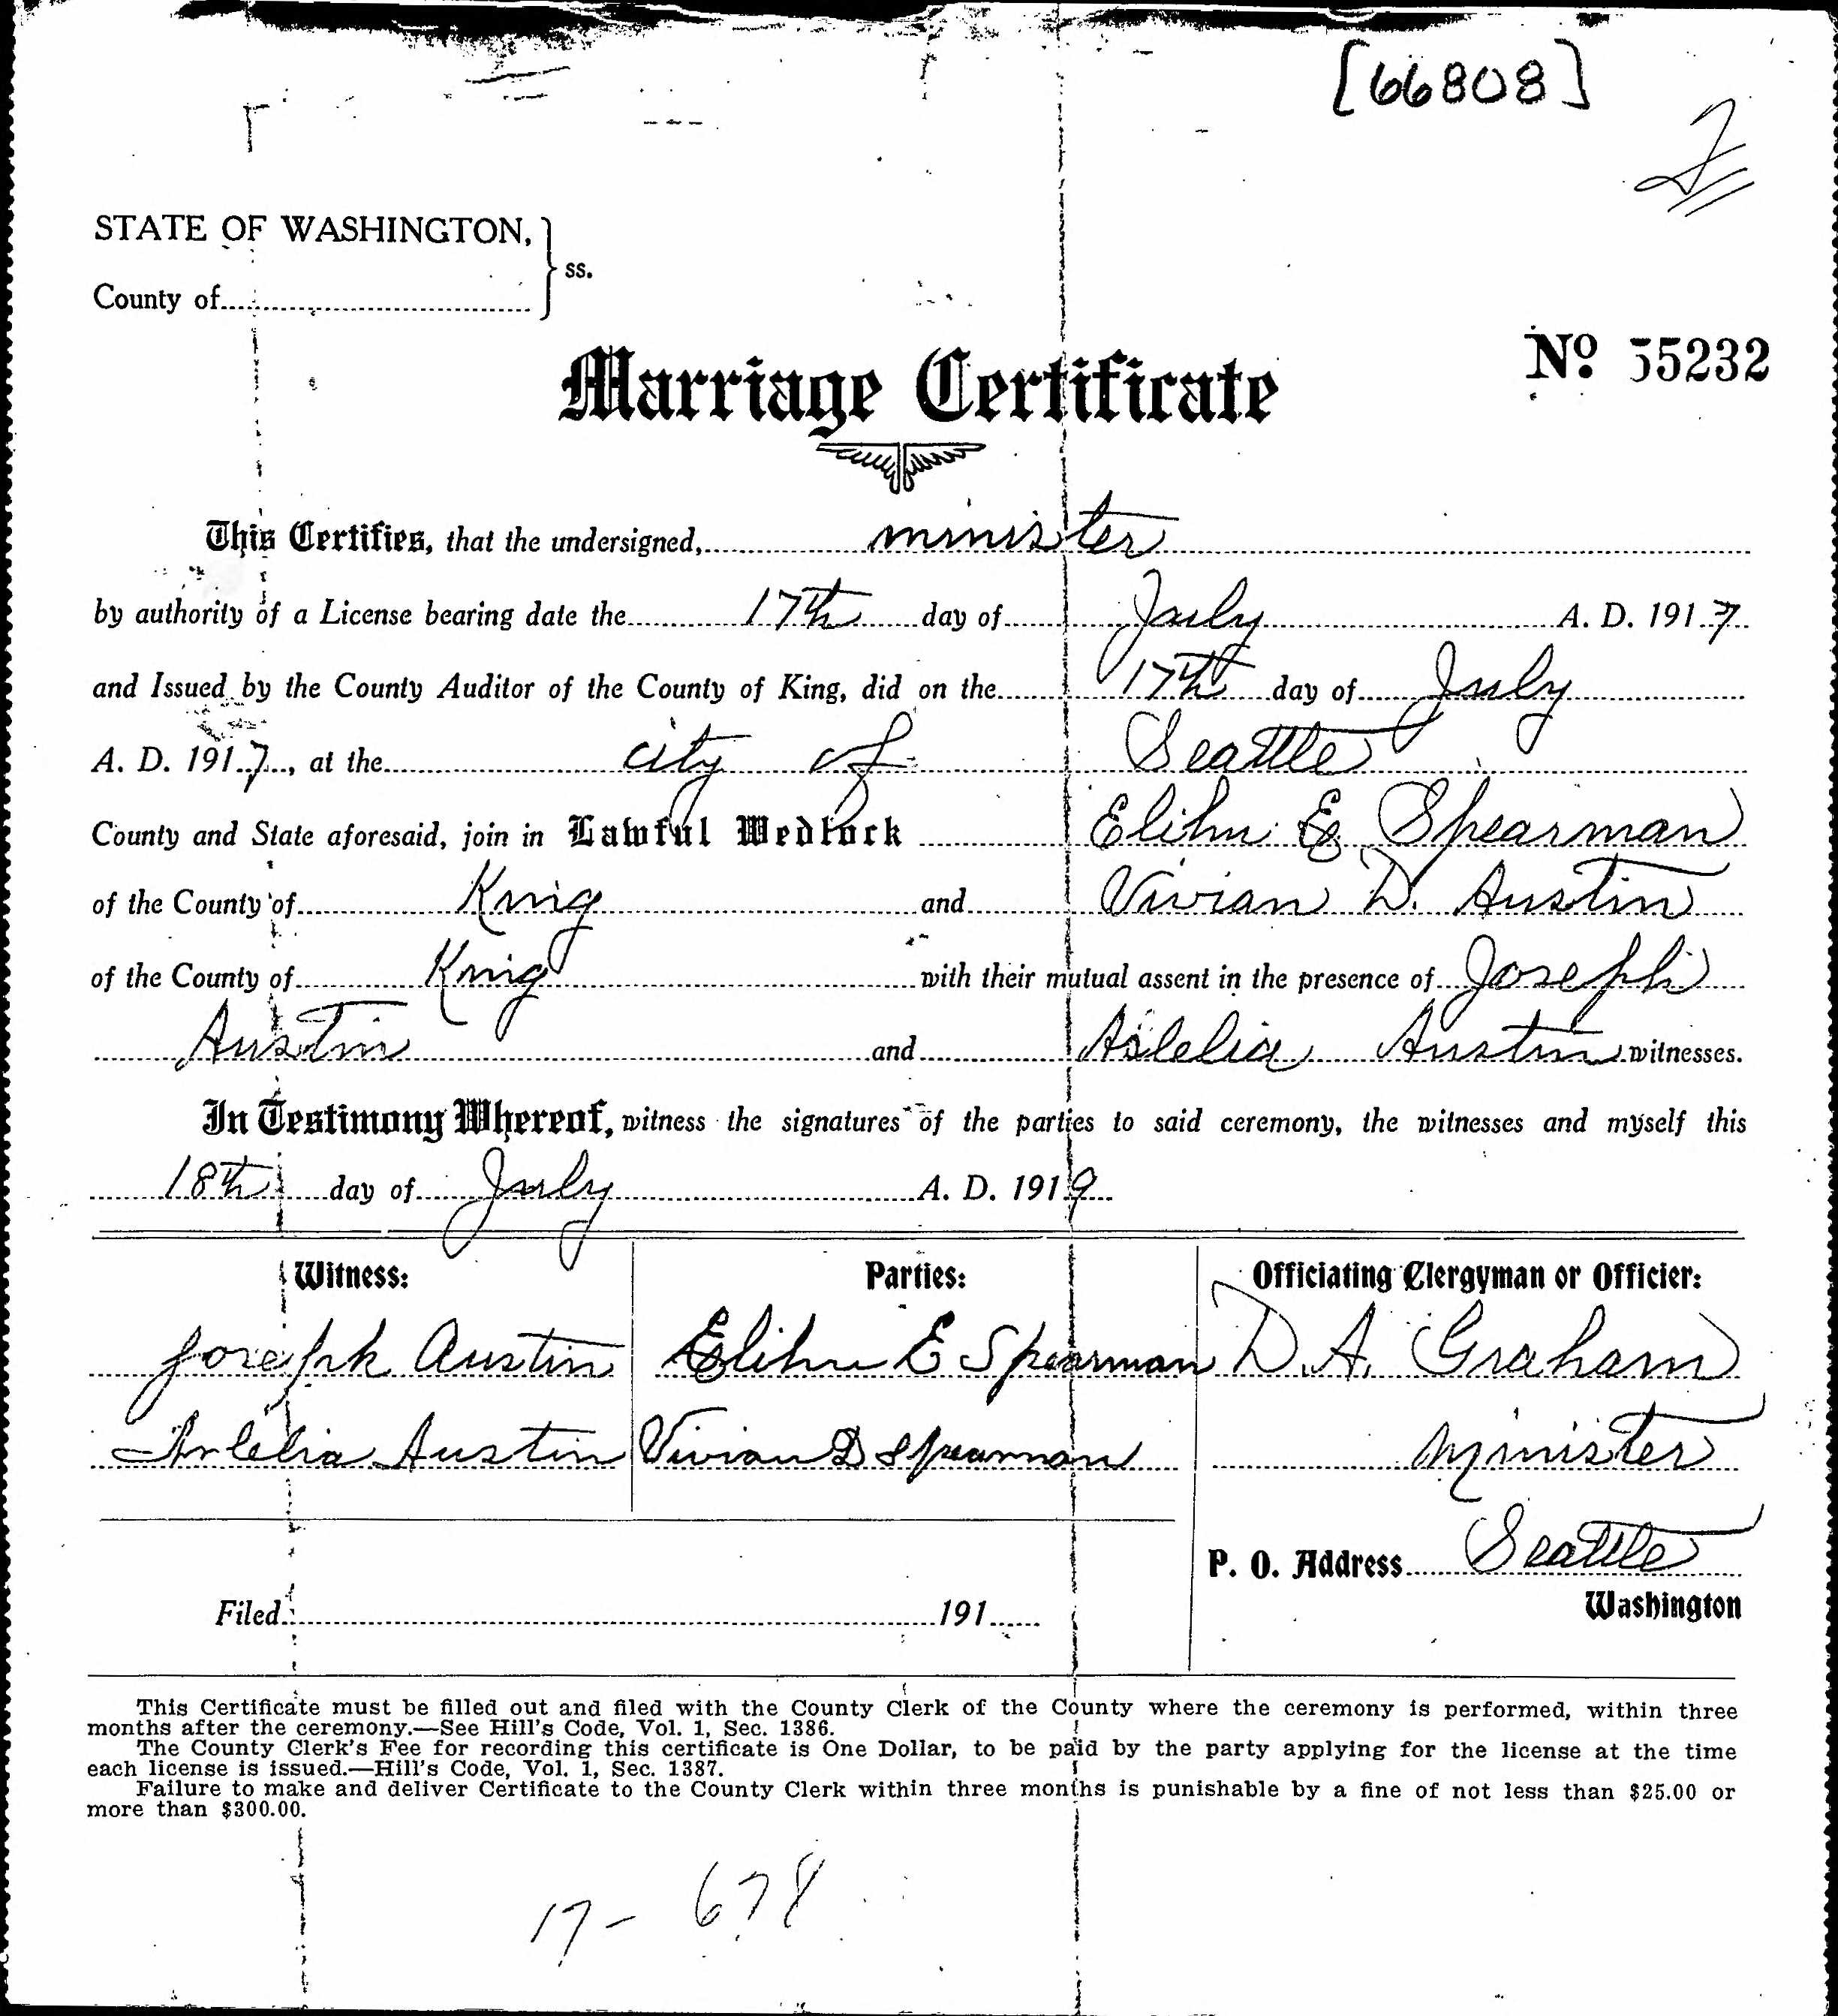 [66808]
STATE OF WASHINGTON,
ss.
County of
No 55232
Marriage Certificate
This Certifies, that the undersigned, minister
by authority of a License bearing date the 17th day of July A. D. 1917
and Issued by the County Auditor of the County of King, did on the 17th day of July
A. D. 1917, at the city of Seattle
County and State aforesaid, join in Lawful Wedlock Elihu E Spearman
of the County of King and Vivian D. Austin
of the County of King with their mutual assent in the presence of Joseph
Austin and Austin witnesses.
In Testimony Whereof, witness the signatures of the parties to said ceremony, the witnesses and myself this
18th day of July A. D. 1919
Witness: Parties: Officiating Clergyman or Officier:
Joseph Austin Elihu E Spearman D. A. Graham
Austin Vivian D Spearman Minister
P. O. Address Seattle
Filed 191 Washington
This Certificate must be filled out and filed with the County Clerk of the County where the ceremony is performed, within three
months after the ceremony.—See Hill's Code, Vol. 1, Sec. 1386.
The County Clerk's Fee for recording this certificate is One Dollar, to be paid by the party applying for the license at the time
each license is issued.—Hill's Code, Vol. 1, Sec. 1387.
Failure to make and deliver Certificate to the County Clerk within three months is punishable by a fine of not less than $25.00 or
more than $300.00.
17- 678